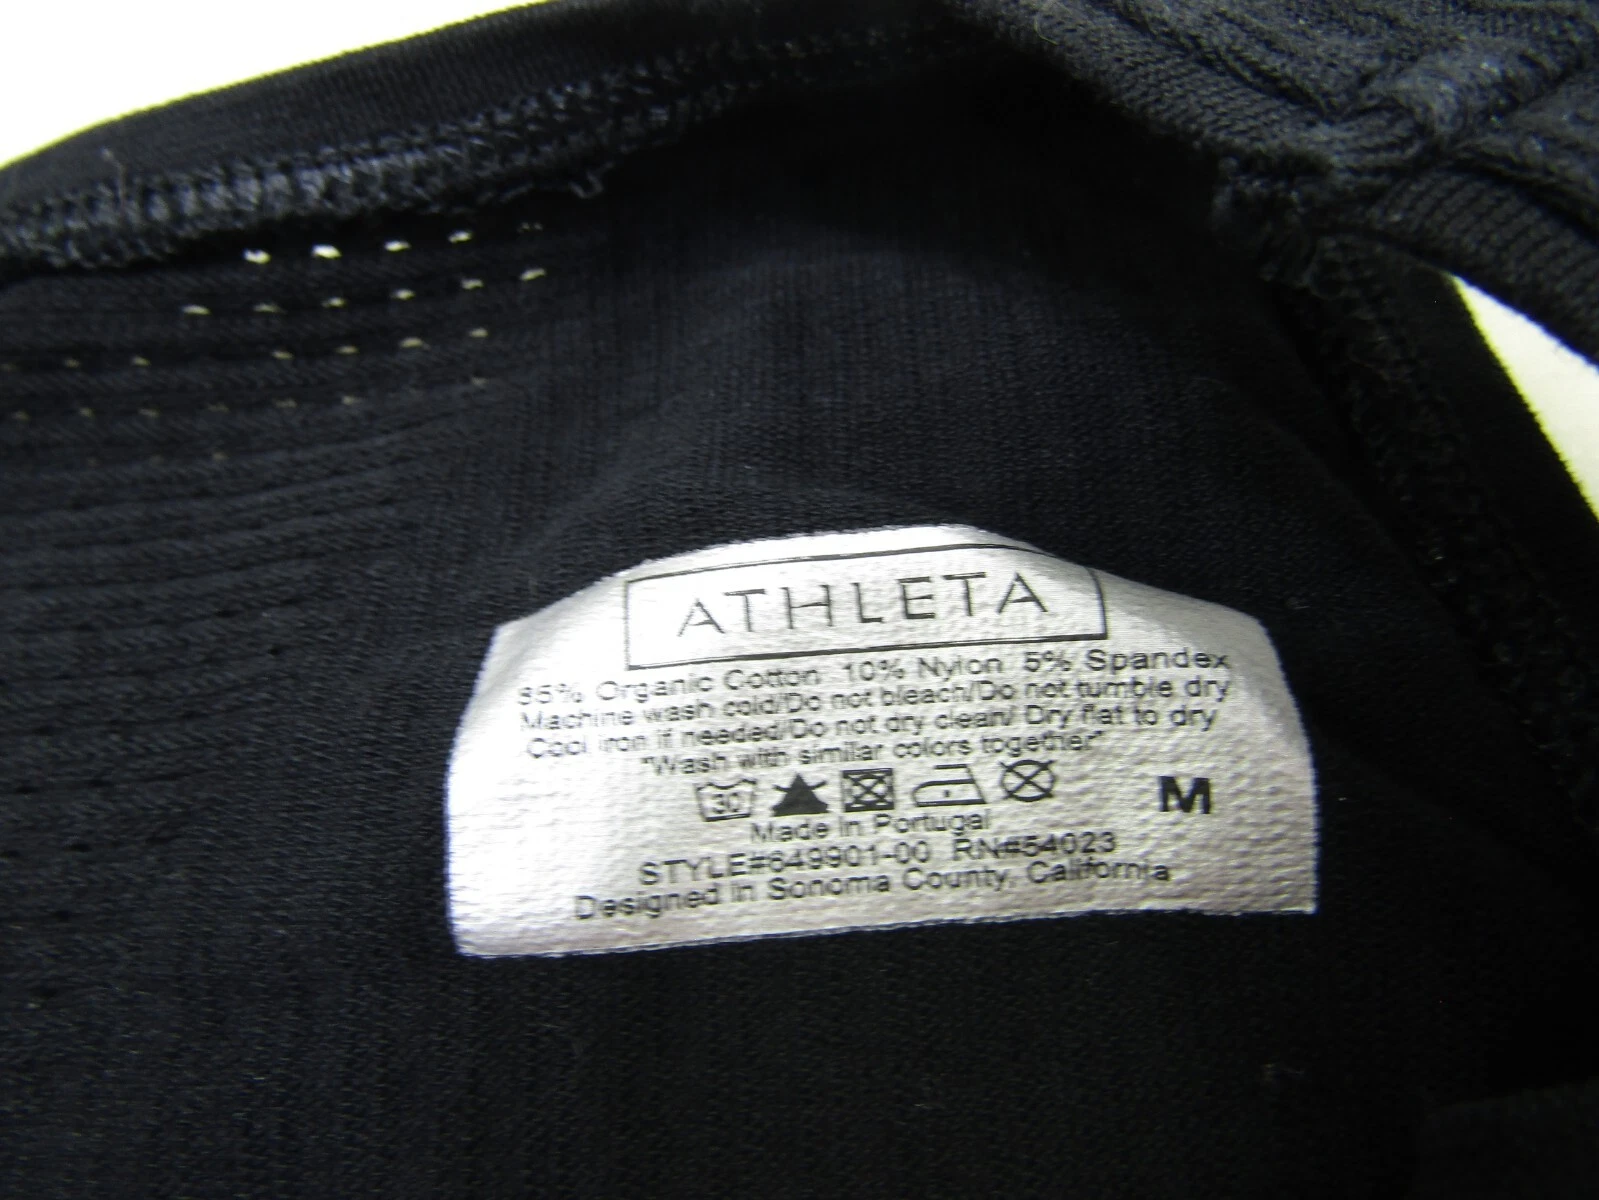 ATHLETA
85% Organic Cotton 10% Nylon 5% Spandex
Machine wash cold/Do not bleach/Do not tumble dry
Cool iron if needed/Do not dry clean/ Dry flat to dry
"Wash with similar colors together"
30
M
Made in Portugal
STYLE#649901-00 RN#54023
Designed in Sonoma County, California